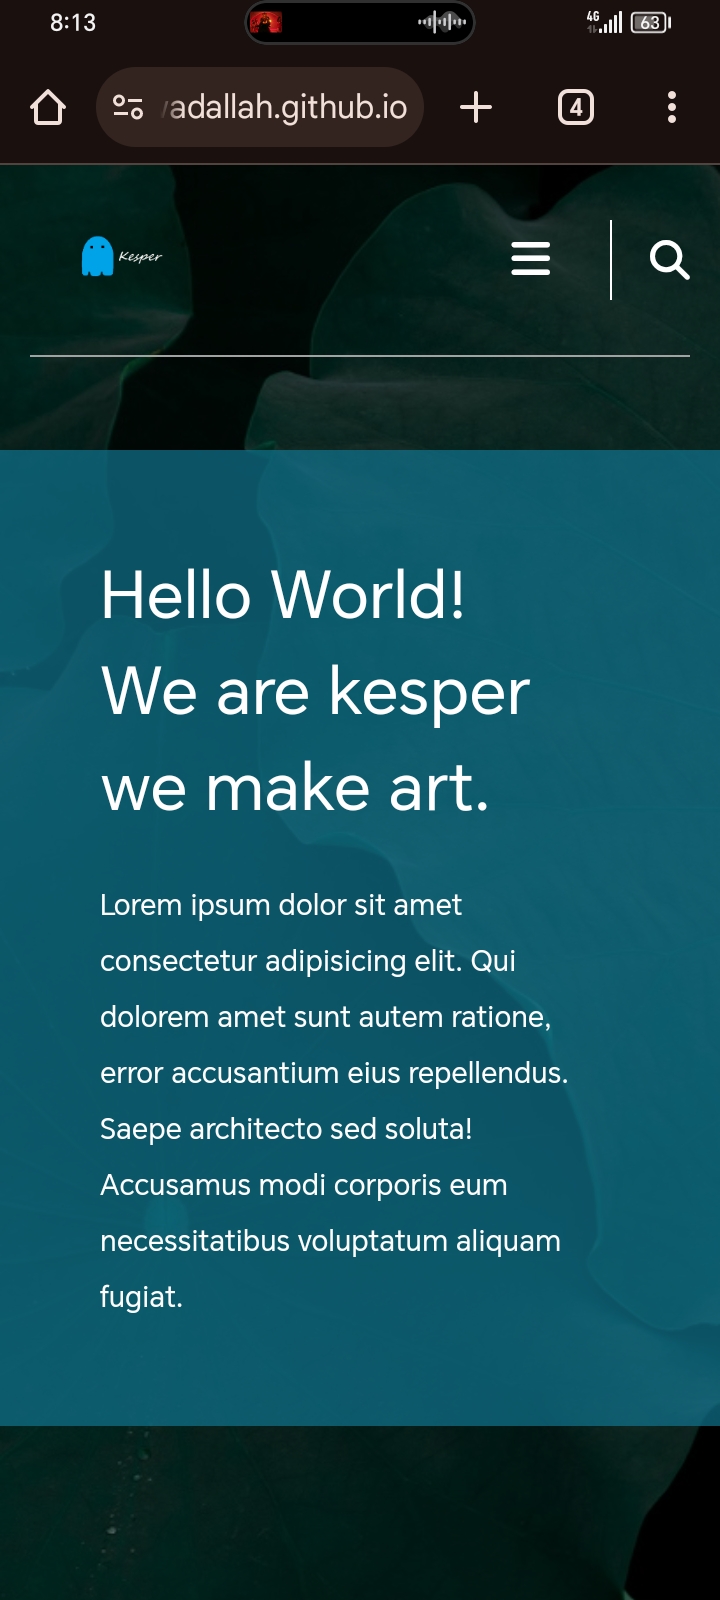 8:13
4G
63
adallah.github.io
4
Kesper
Hello World!
We are kesper
we make art.
Lorem ipsum dolor sit amet
consectetur adipisicing elit. Qui
dolorem amet sunt autem ratione,
error accusantium eius repellendus.
Saepe architecto sed soluta!
Accusamus modi corporis eum
necessitatibus voluptatum aliquam
fugiat.